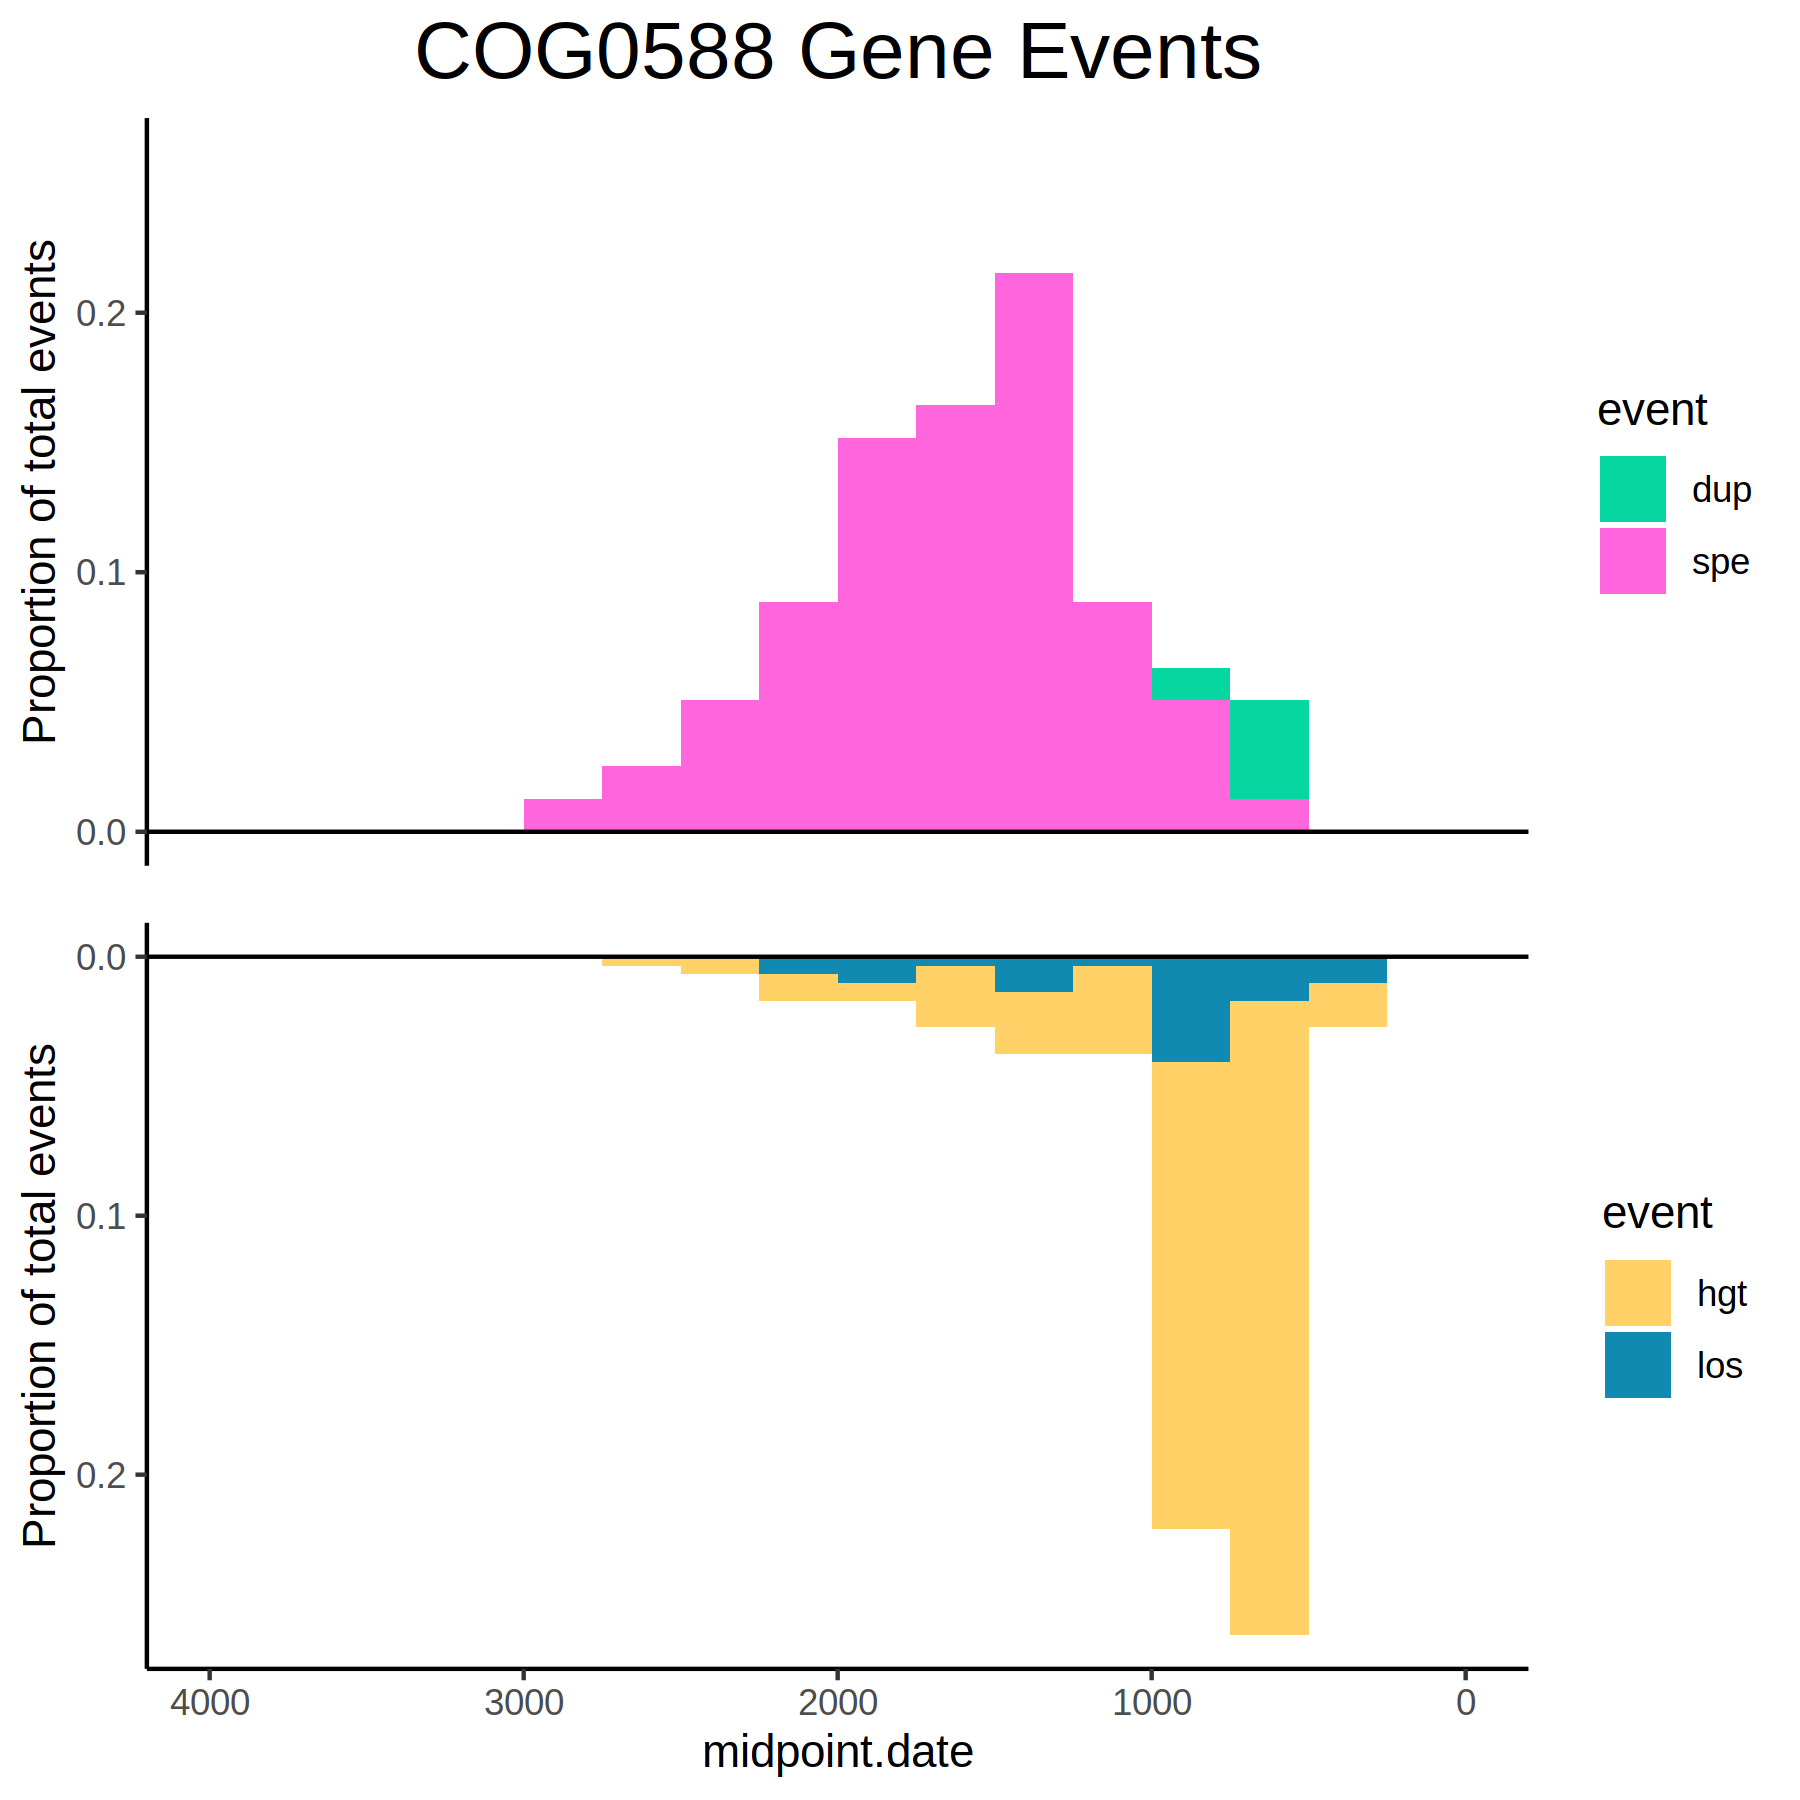 COG0588 Gene Events
Proportion of total events
0.2
0.1
0.0
event
dup
spe
Proportion of total events
0.0
0.1
0.2
event
hgt
los
4000 3000 2000 1000 0
midpoint.date